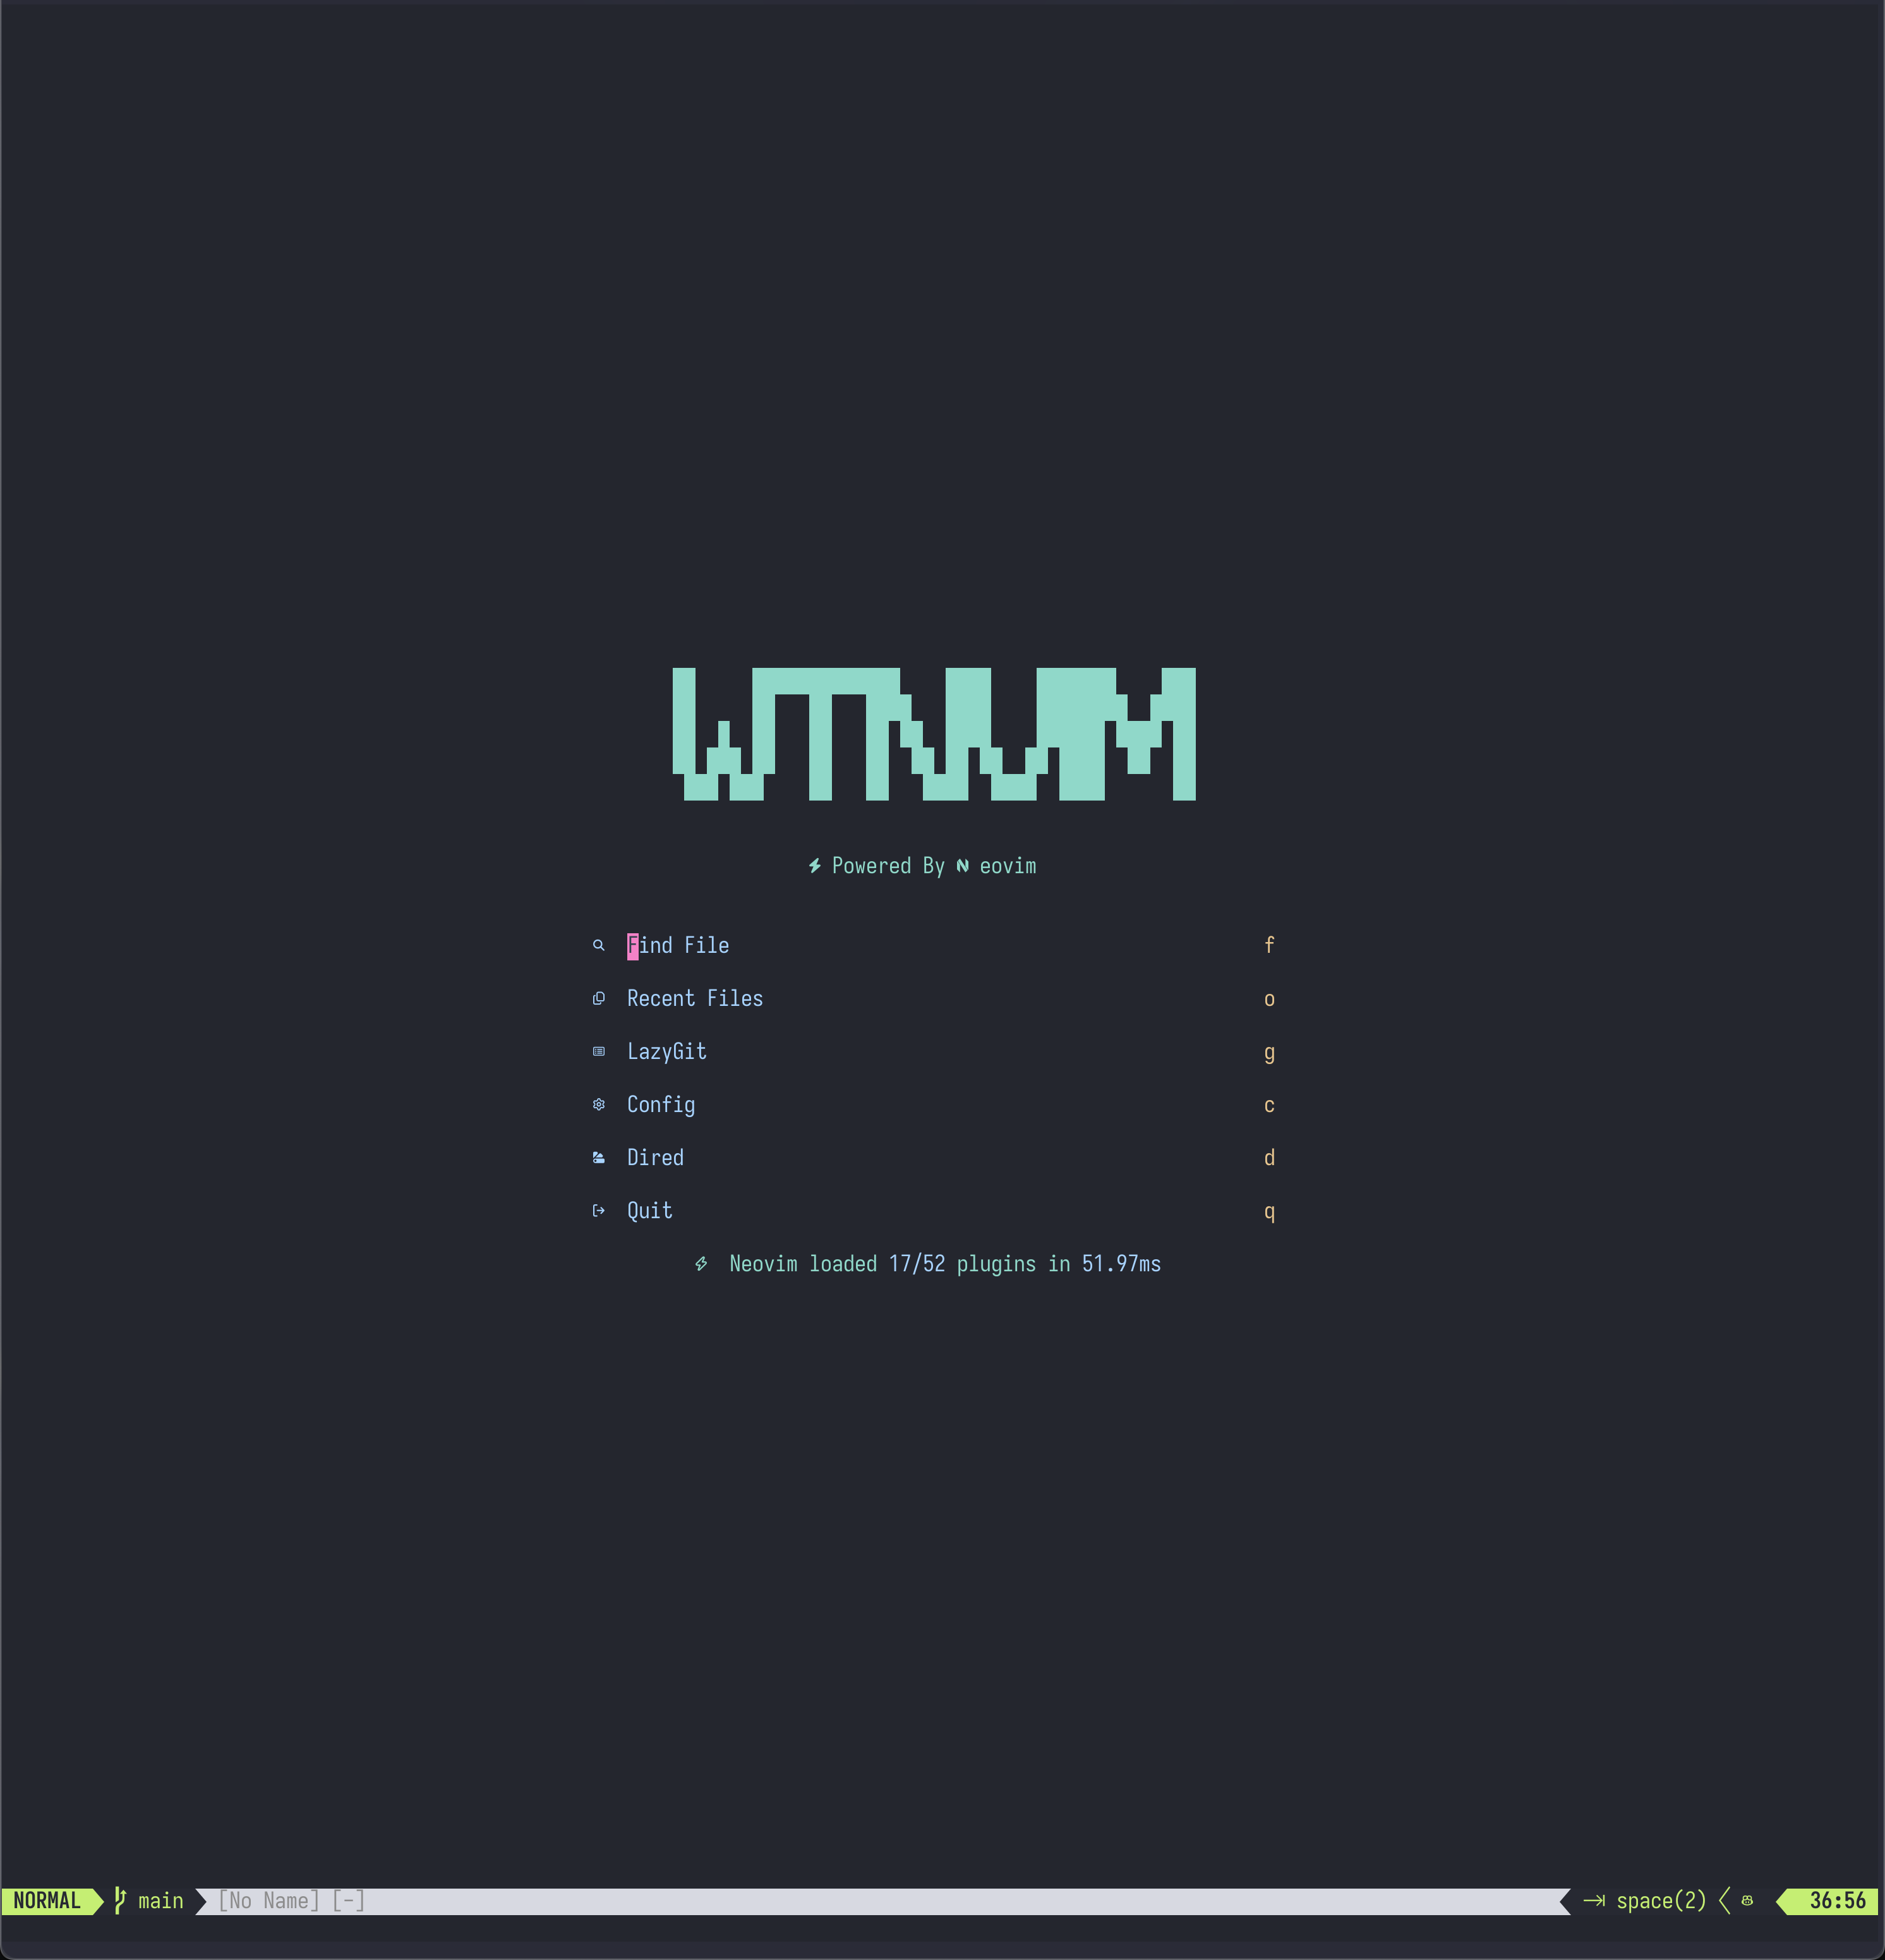 WTNVIM
Powered By eovim
Find File f
Recent Files o
LazyGit g
Config c
Dired d
Quit q
Neovim loaded 17/52 plugins in 51.97ms
NORMAL main [No Name] [-] space(2) 36:56